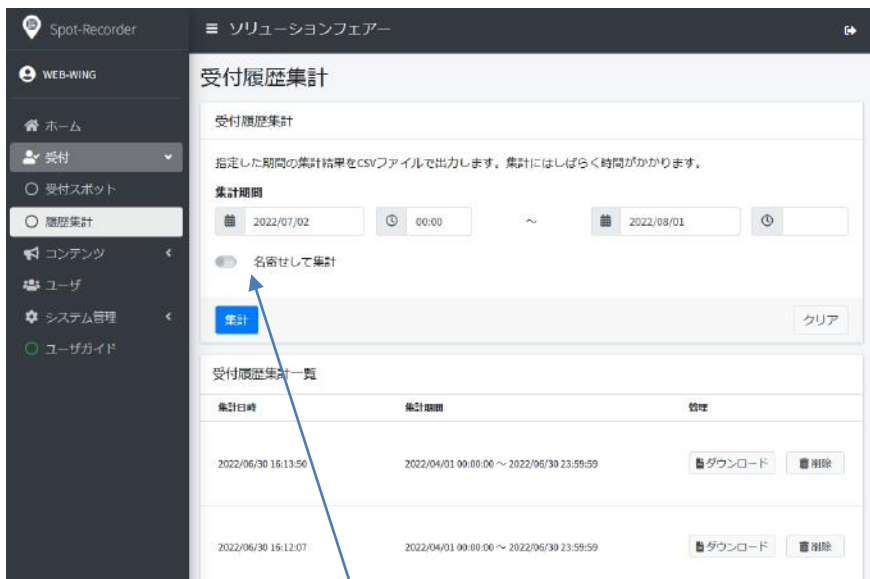 Spot-Recorder
ソリューションフェアー
WEB-WING
ホーム
受付
受付スポット
履歴集計
コンテンツ
ユーザ
システム管理
ユーザガイド
受付履歴集計
受付履歴集計
指定した期間の集計結果をCSVファイルで出力します。集計にはしばらく時間がかかります。
集計期間
2022/07/02 00:00 ～ 2022/08/01
名寄せして集計
集計 クリア
受付履歴集計一覧
集計日時 集計期間 管理
2022/06/30 16:13:50 2022/04/01 00:00:00 ～ 2022/06/30 23:59:59 ダウンロード 削除
2022/06/30 16:12:07 2022/04/01 00:00:00 ～ 2022/06/30 23:59:59 ダウンロード 削除